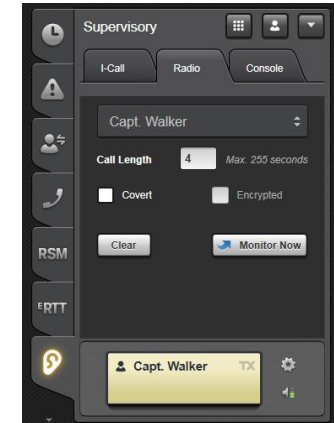 Supervisory
I-Call
Radio
Console
Capt. Walker
Call Length
4
Max. 255 seconds
Covert
Encrypted
Clear
Monitor Now
RSM
ERTT
Capt. Walker
TX